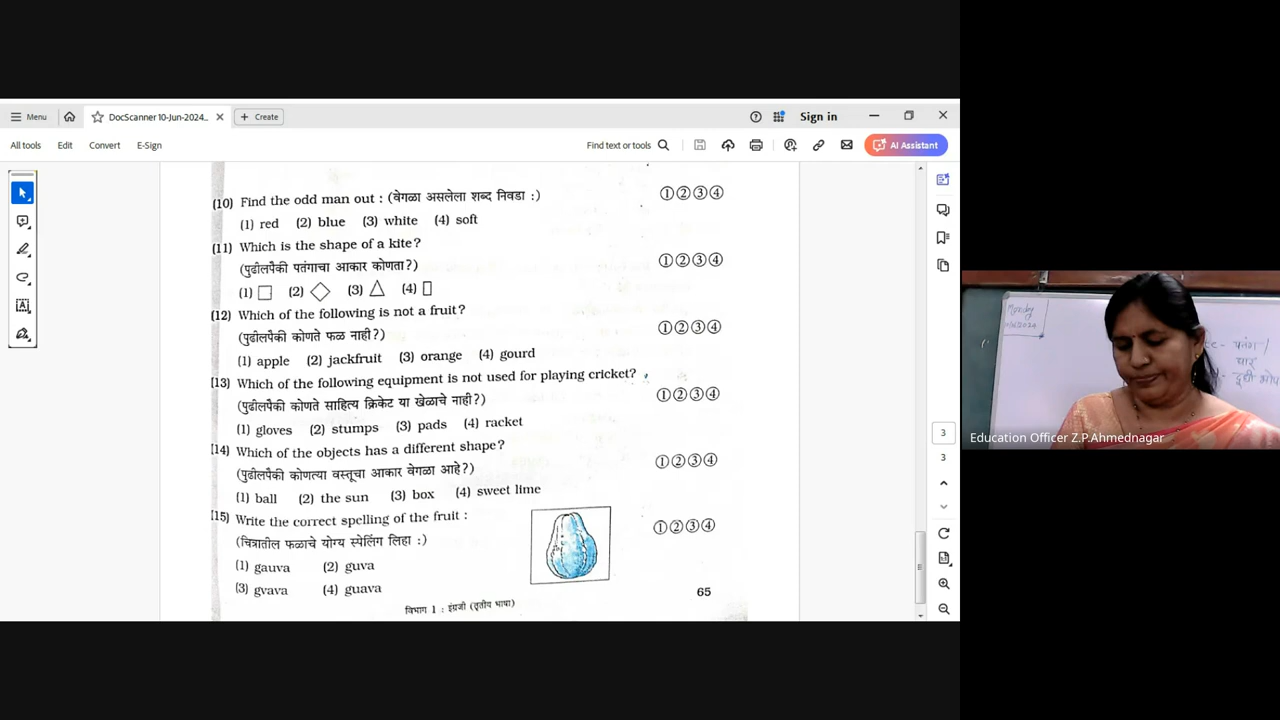 Menu
DocScanner 10-Jun-2024...
Create
Sign in
All tools
Edit
Convert
E-Sign
Find text or tools
AI Assistant
(10) Find the odd man out : (वेगळा असलेला शब्द निवडा :) ①②③④
(1) red (2) blue (3) white (4) soft
(11) Which is the shape of a kite?
(पुढीलपैकी पतंगाचा आकार कोणता?) ①②③④
(1) (2) (3) (4)
(12) Which of the following is not a fruit?
(पुढीलपैकी कोणते फळ नाही?) ①②③④
(1) apple (2) jackfruit (3) orange (4) gourd
(13) Which of the following equipment is not used for playing cricket?
(पुढीलपैकी कोणते साहित्य क्रिकेट या खेळाचे नाही?) ①②③④
(1) gloves (2) stumps (3) pads (4) racket
(14) Which of the objects has a different shape?
(पुढीलपैकी कोणत्या वस्तूचा आकार वेगळा आहे?) ①②③④
(1) ball (2) the sun (3) box (4) sweet lime
(15) Write the correct spelling of the fruit : ①②③④
(चित्रातील फळाचे योग्य स्पेलिंग लिहा :)
(1) gauva (2) guva
(3) gvava (4) guava
65
विभाग 1 : इंग्रजी (तृतीय भाषा)
3
3
Monday
पतंग /
चार
दुधी
Education Officer Z.P.Ahmednagar